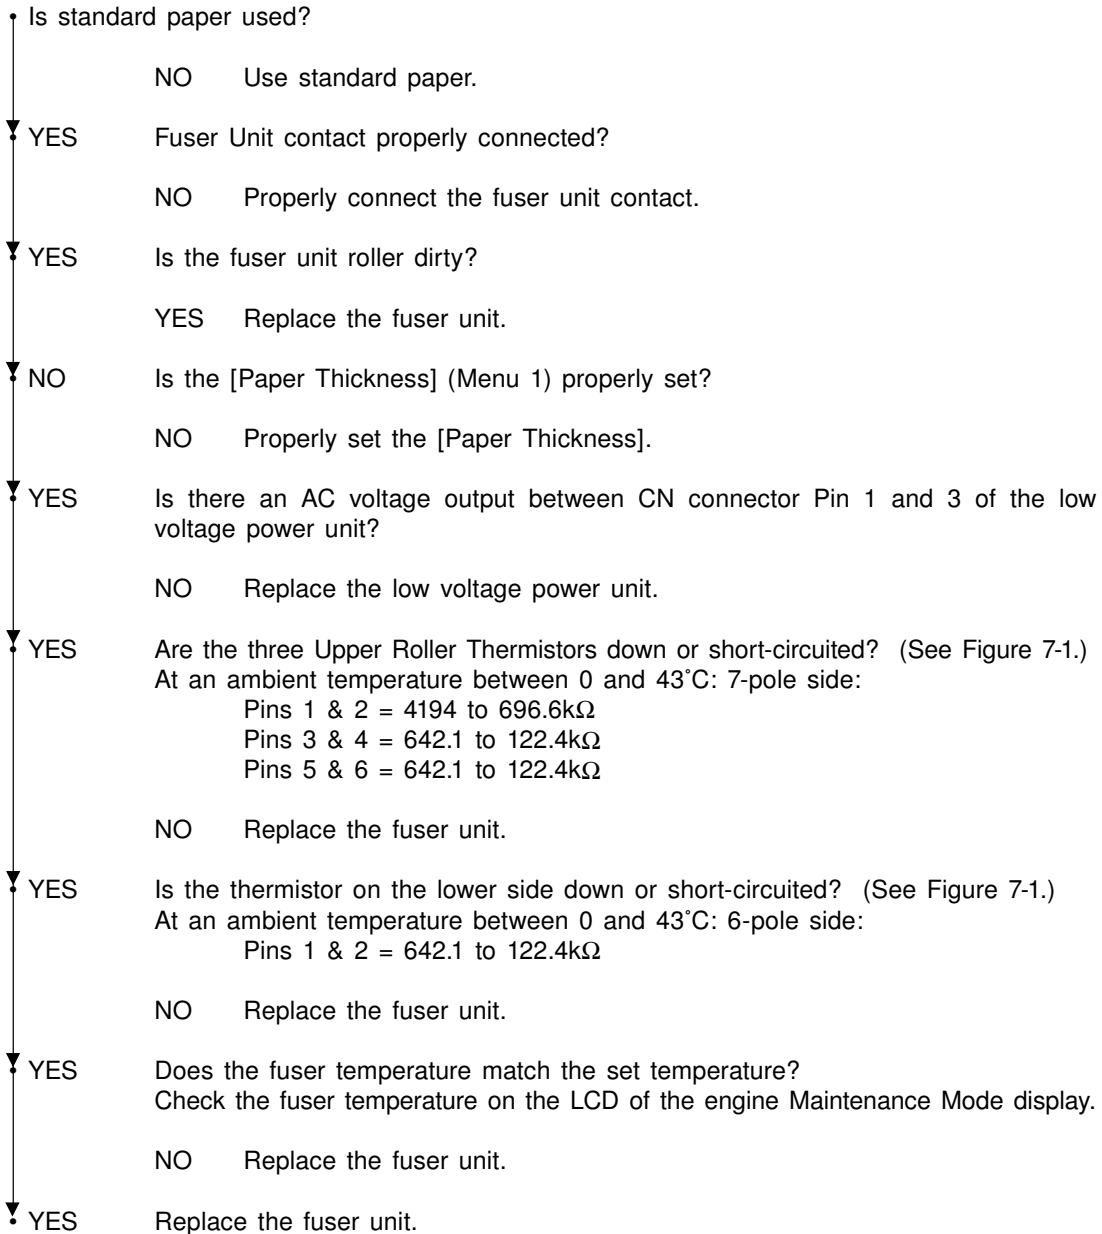 Is standard paper used?
NO Use standard paper.
YES Fuser Unit contact properly connected?
NO Properly connect the fuser unit contact.
YES Is the fuser unit roller dirty?
YES Replace the fuser unit.
NO Is the [Paper Thickness] (Menu 1) properly set?
NO Properly set the [Paper Thickness].
YES Is there an AC voltage output between CN connector Pin 1 and 3 of the low
voltage power unit?
NO Replace the low voltage power unit.
YES Are the three Upper Roller Thermistors down or short-circuited? (See Figure 7-1.)
At an ambient temperature between 0 and 43˚C: 7-pole side:
Pins 1 & 2 = 4194 to 696.6kΩ
Pins 3 & 4 = 642.1 to 122.4kΩ
Pins 5 & 6 = 642.1 to 122.4kΩ
NO Replace the fuser unit.
YES Is the thermistor on the lower side down or short-circuited? (See Figure 7-1.)
At an ambient temperature between 0 and 43˚C: 6-pole side:
Pins 1 & 2 = 642.1 to 122.4kΩ
NO Replace the fuser unit.
YES Does the fuser temperature match the set temperature?
Check the fuser temperature on the LCD of the engine Maintenance Mode display.
NO Replace the fuser unit.
YES Replace the fuser unit.